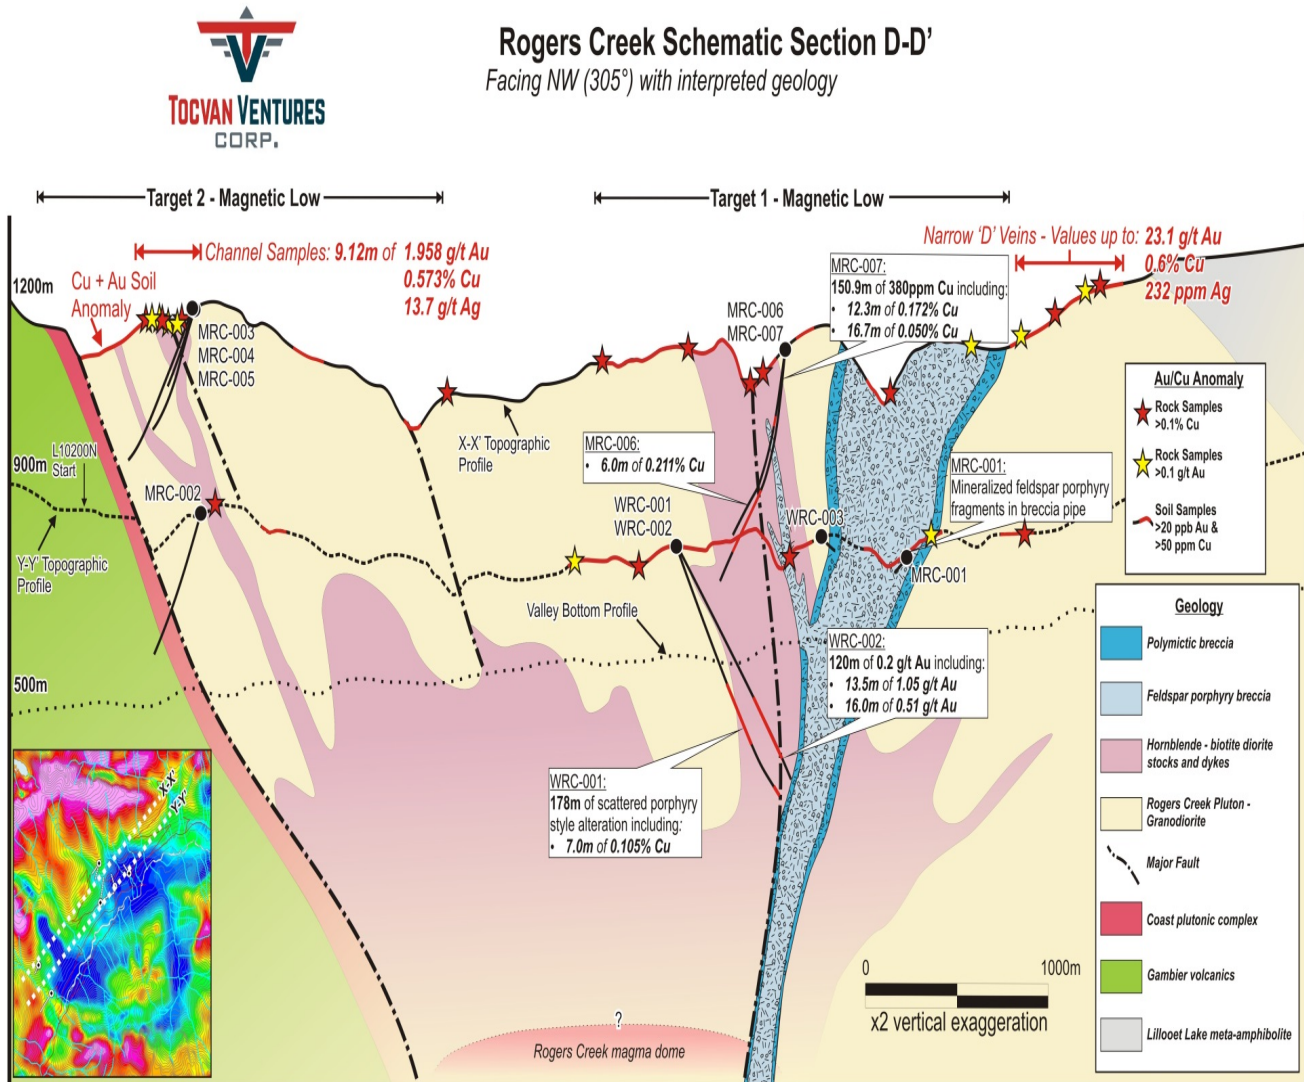 Rogers Creek Schematic Section D-D'
Facing NW (305°) with interpreted geology
TOCVAN VENTURES
CORP.
Target 2 - Magnetic Low
Target 1 - Magnetic Low
Channel Samples: 9.12m of 1.958 g/t Au
0.573% Cu
13.7 g/t Ag
Narrow 'D' Veins - Values up to: 23.1 g/t Au
0.6% Cu
232 ppm Ag
1200m
Cu + Au Soil
Anomaly
MRC-003
MRC-004
MRC-005
MRC-006
MRC-007
MRC-007:
150.9m of 380ppm Cu including:
• 12.3m of 0.172% Cu
• 16.7m of 0.050% Cu
X-X' Topographic
Profile
MRC-006:
• 6.0m of 0.211% Cu
Au/Cu Anomaly
Rock Samples
>0.1% Cu
Rock Samples
>0.1 g/t Au
Soil Samples
>20 ppb Au &
>50 ppm Cu
900m
L10200N
Start
MRC-002
WRC-001
WRC-002
WRC-003
MRC-001:
Mineralized feldspar porphyry
fragments in breccia pipe
MRC-001
Y-Y' Topographic
Profile
Valley Bottom Profile
500m
WRC-002:
120m of 0.2 g/t Au including:
• 13.5m of 1.05 g/t Au
• 16.0m of 0.51 g/t Au
WRC-001:
178m of scattered porphyry
style alteration including:
• 7.0m of 0.105% Cu
Geology
Polymictic breccia
Feldspar porphyry breccia
Hornblende - biotite diorite
stocks and dykes
Rogers Creek Pluton -
Granodiorite
Major Fault
Coast plutonic complex
Gambier volcanics
Lillooet Lake meta-amphibolite
X-X'
Y-Y'
0 1000m
x2 vertical exaggeration
?
Rogers Creek magma dome